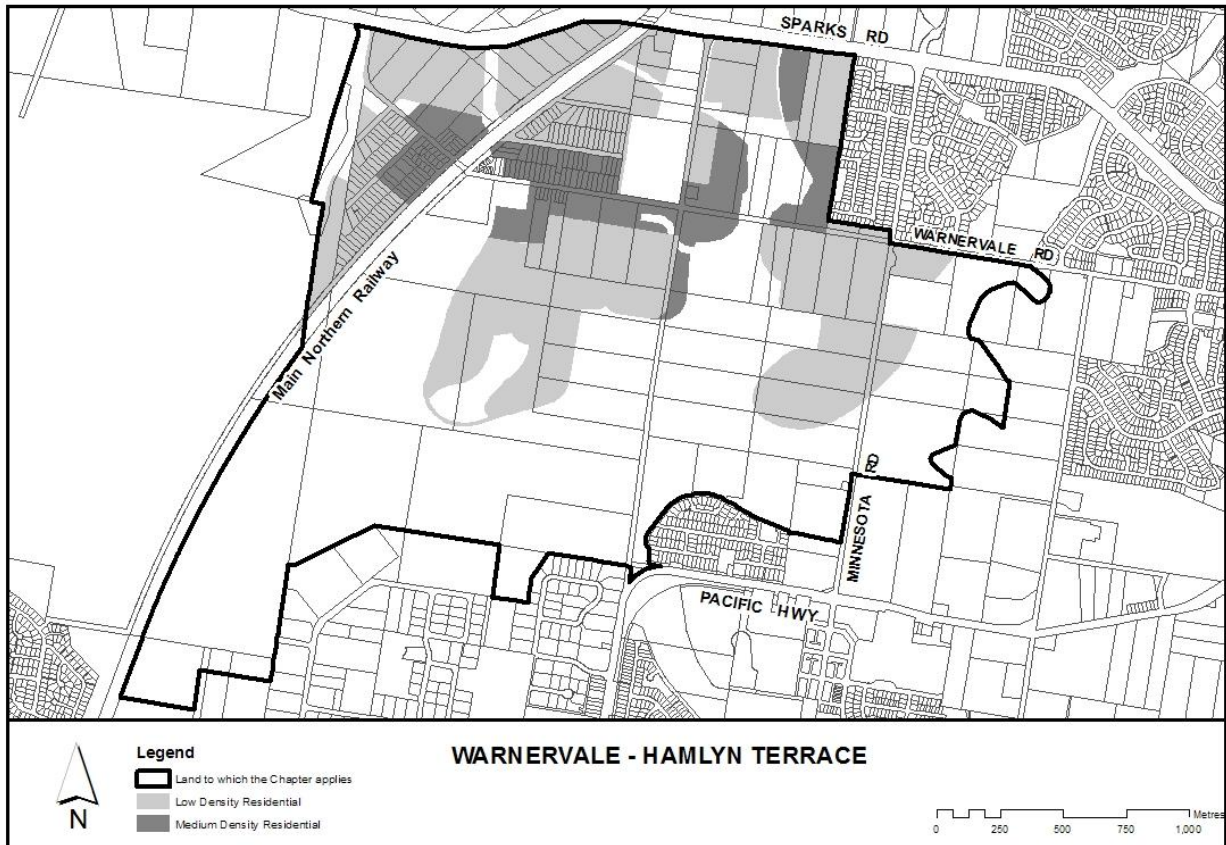 SPARKS RD
WARNERVALE RD
Main Northern Railway
MINNESOTA RD
PACIFIC HWY
N
Legend
Land to which the Chapter applies
Low Density Residential
Medium Density Residential
WARNERVALE - HAMLYN TERRACE
Metres
0 250 500 750 1,000